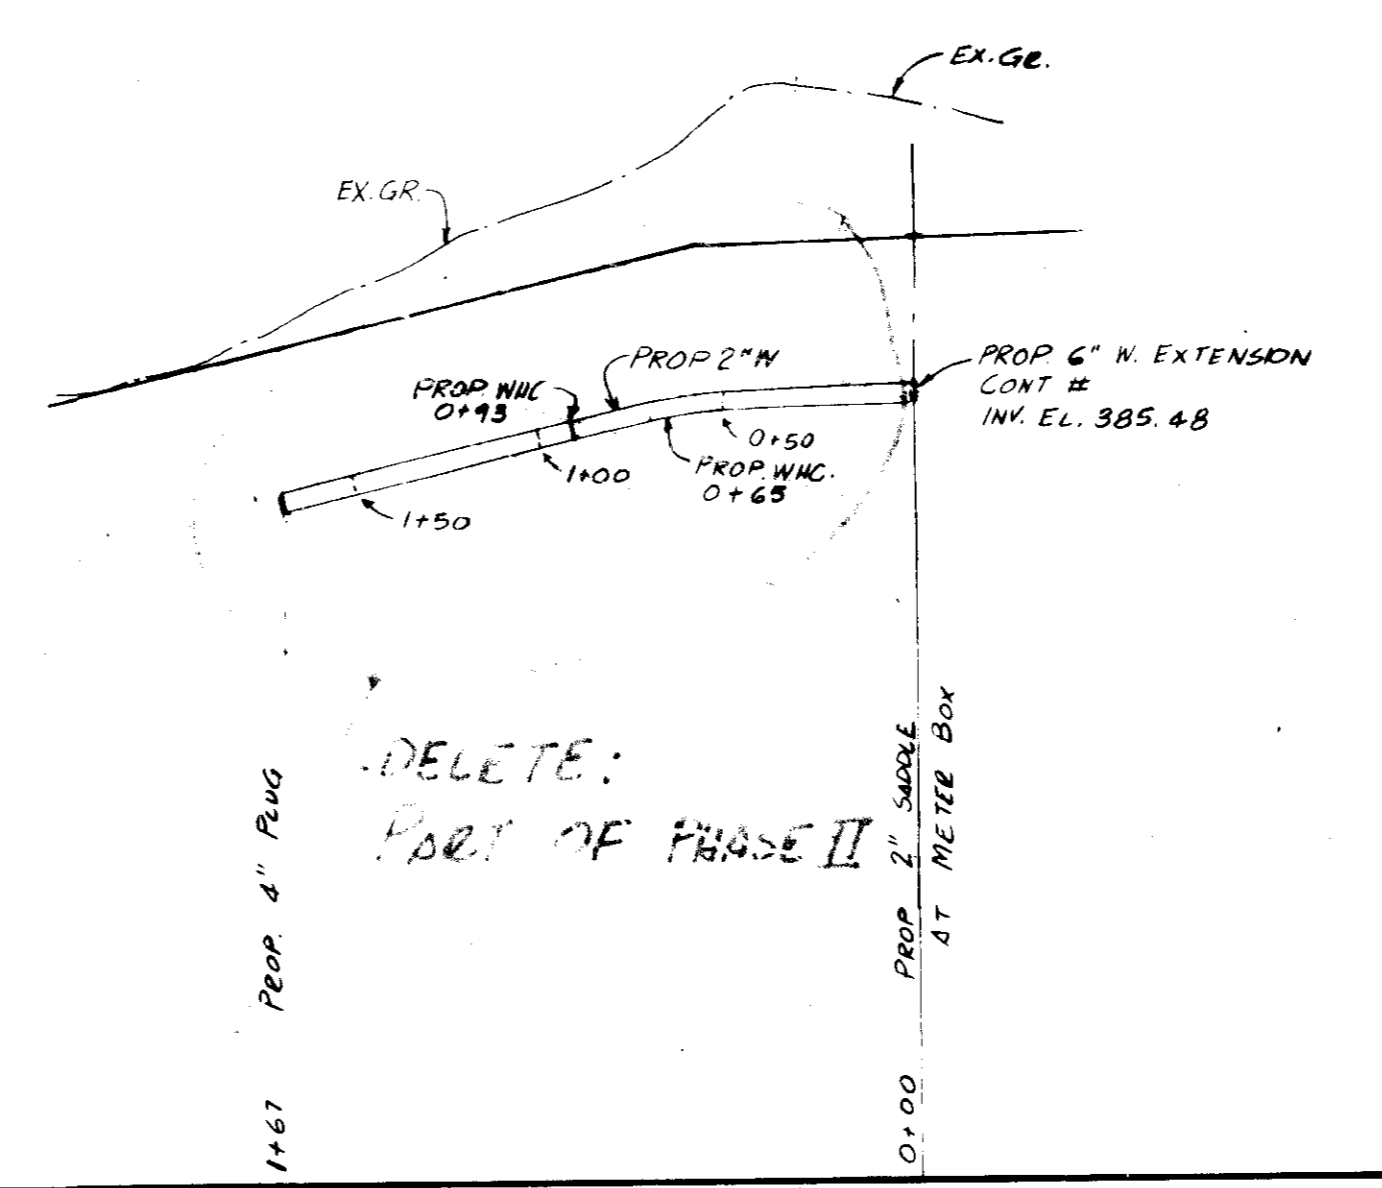 EX.GR.
EX.GR.
PROP 2" W
PROP. WHC
0+93
PROP. 6" W. EXTENSION
CONT #
INV. EL. 385.48
0+50
PROP. WHC.
0+65
1+00
1+50
DELETE:
PART OF PHASE II
1+67 PROP. 4" PLUG
0+00 PROP 2" SADDLE
AT METER BOX